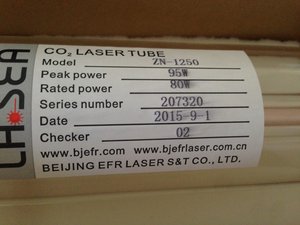 CO₂ LASER TUBE
Model ZN-1250
Peak power 95W
Rated power 80W
Series number 207320
Date 2015-9-1
Checker 02
www.bjefr.com www.bjefrlaser.com.cn
BEIJING EFR LASER S&T CO., LTD.